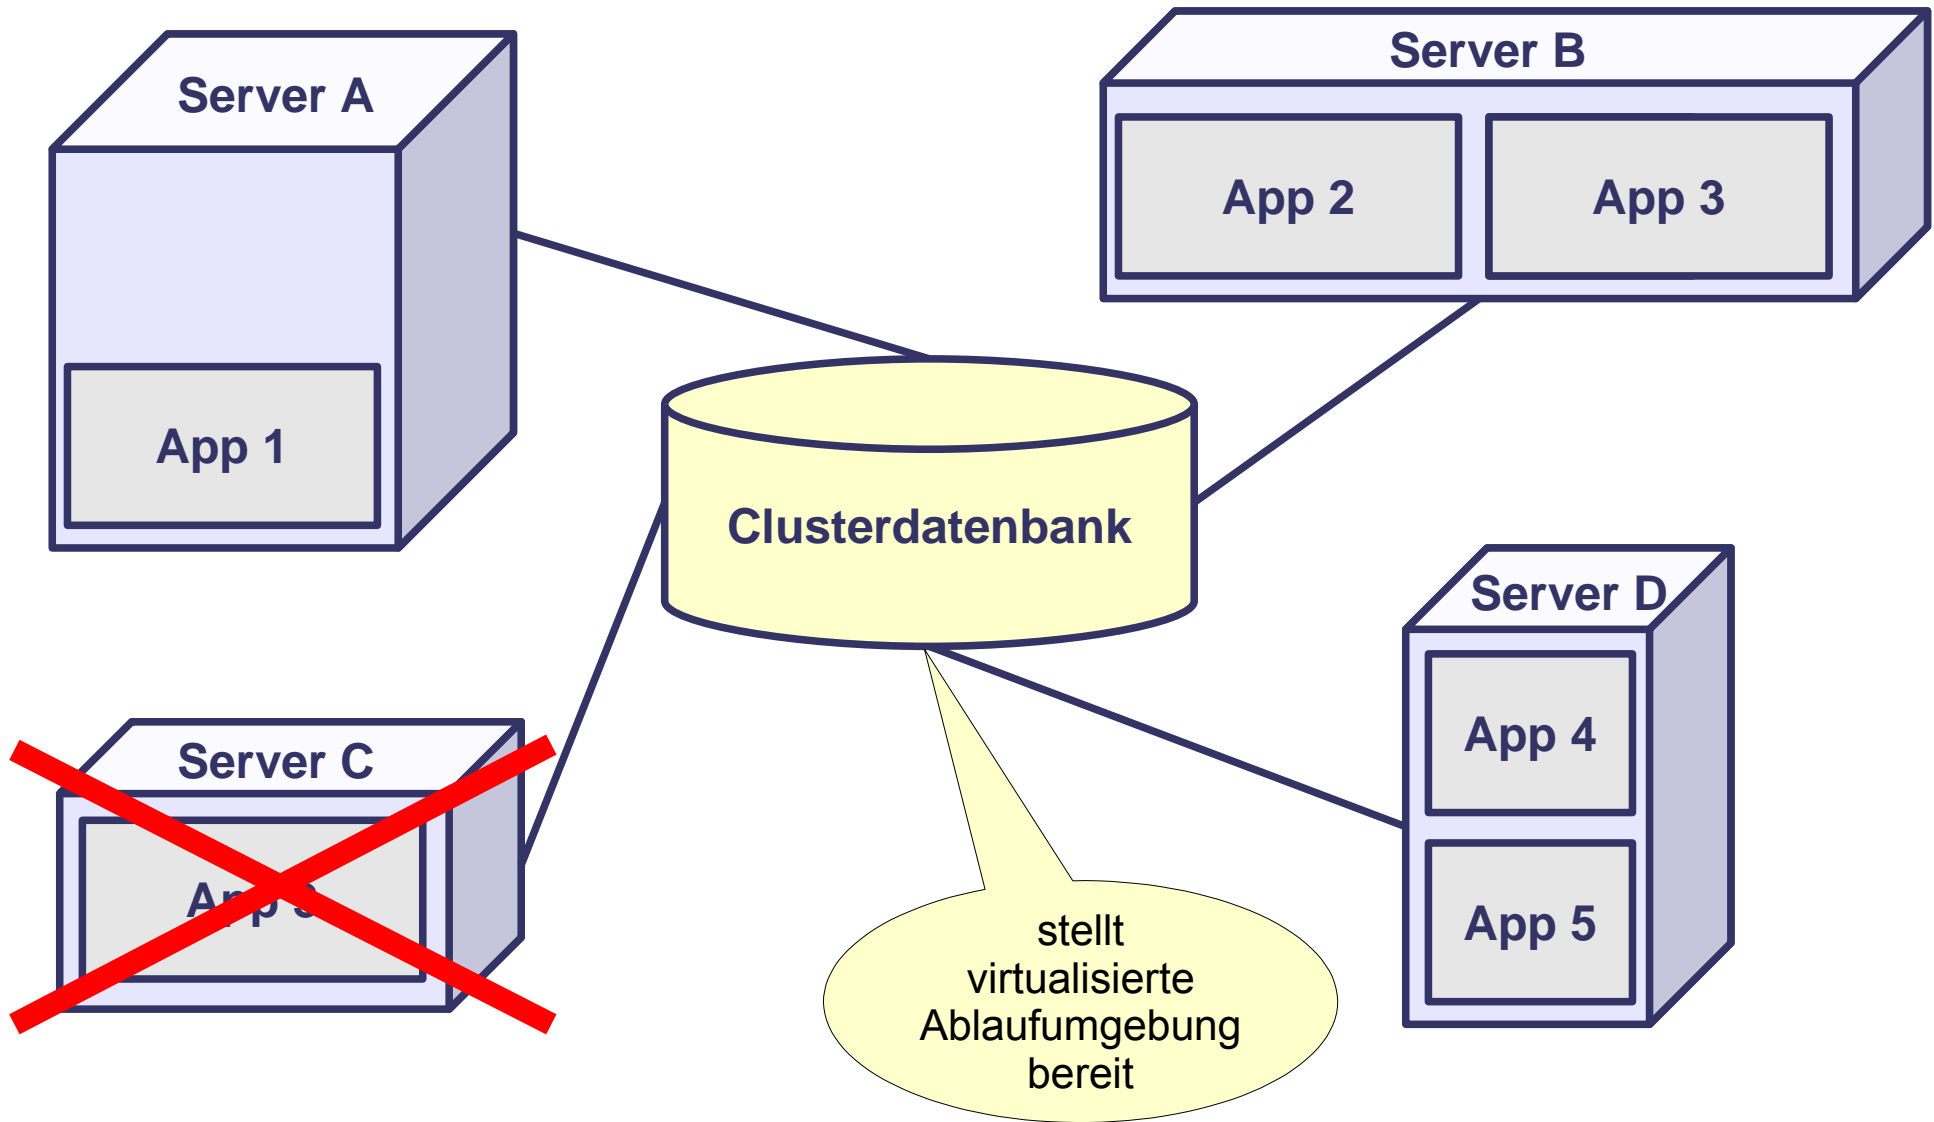 Server A
Server B
App 2
App 3
App 1
Clusterdatenbank
Server D
App 4
App 5
Server C
App
stellt
virtualisierte
Ablaufumgebung
bereit